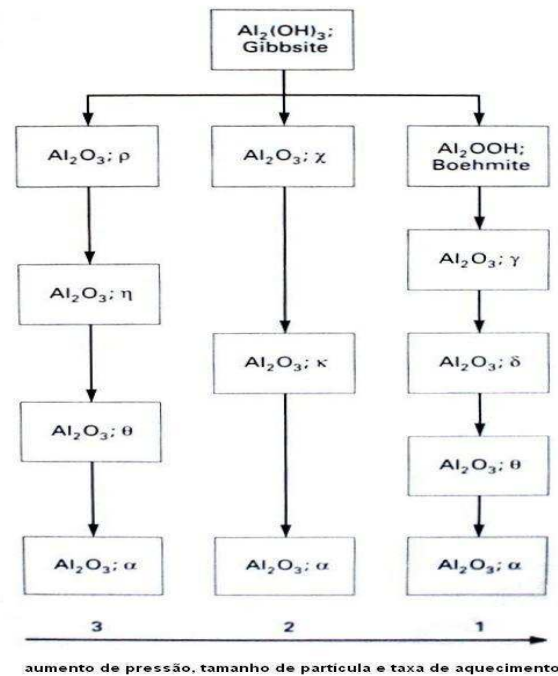 Al₂(OH)₃;
Gibbsite
Al₂O₃; ρ
Al₂O₃; χ
Al₂OOH;
Boehmite
Al₂O₃; γ
Al₂O₃; η
Al₂O₃; κ
Al₂O₃; δ
Al₂O₃; θ
Al₂O₃; θ
Al₂O₃; α
Al₂O₃; α
Al₂O₃; α
3
2
1
aumento de pressão, tamanho de partícula e taxa de aquecimento